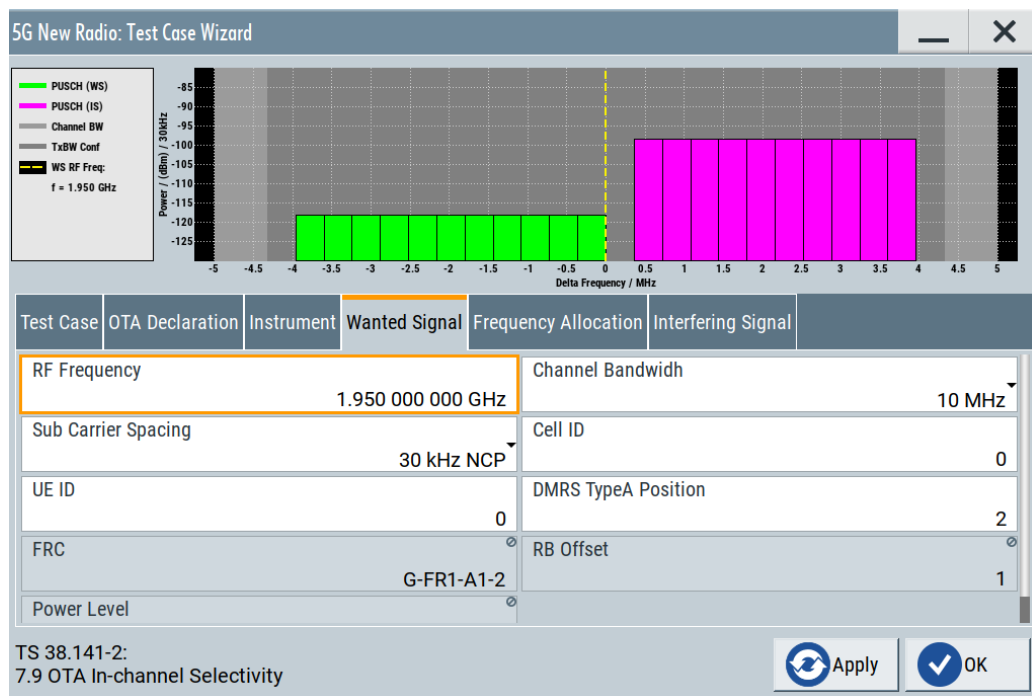 5G New Radio: Test Case Wizard
PUSCH (WS)
PUSCH (IS)
Channel BW
TxBW Conf
WS RF Freq:
f = 1.950 GHz
Power / (dBm) / 30kHz
-85
-90
-95
-100
-105
-110
-115
-120
-125
-5 -4.5 -4 -3.5 -3 -2.5 -2 -1.5 -1 -0.5 0 0.5 1 1.5 2 2.5 3 3.5 4 4.5 5
Delta Frequency / MHz
Test Case OTA Declaration Instrument Wanted Signal Frequency Allocation Interfering Signal
RF Frequency
1.950 000 000 GHz
Channel Bandwidh
10 MHz
Sub Carrier Spacing
30 kHz NCP
Cell ID
0
UE ID
0
DMRS TypeA Position
2
FRC
G-FR1-A1-2
RB Offset
1
Power Level
TS 38.141-2:
7.9 OTA In-channel Selectivity
Apply
OK